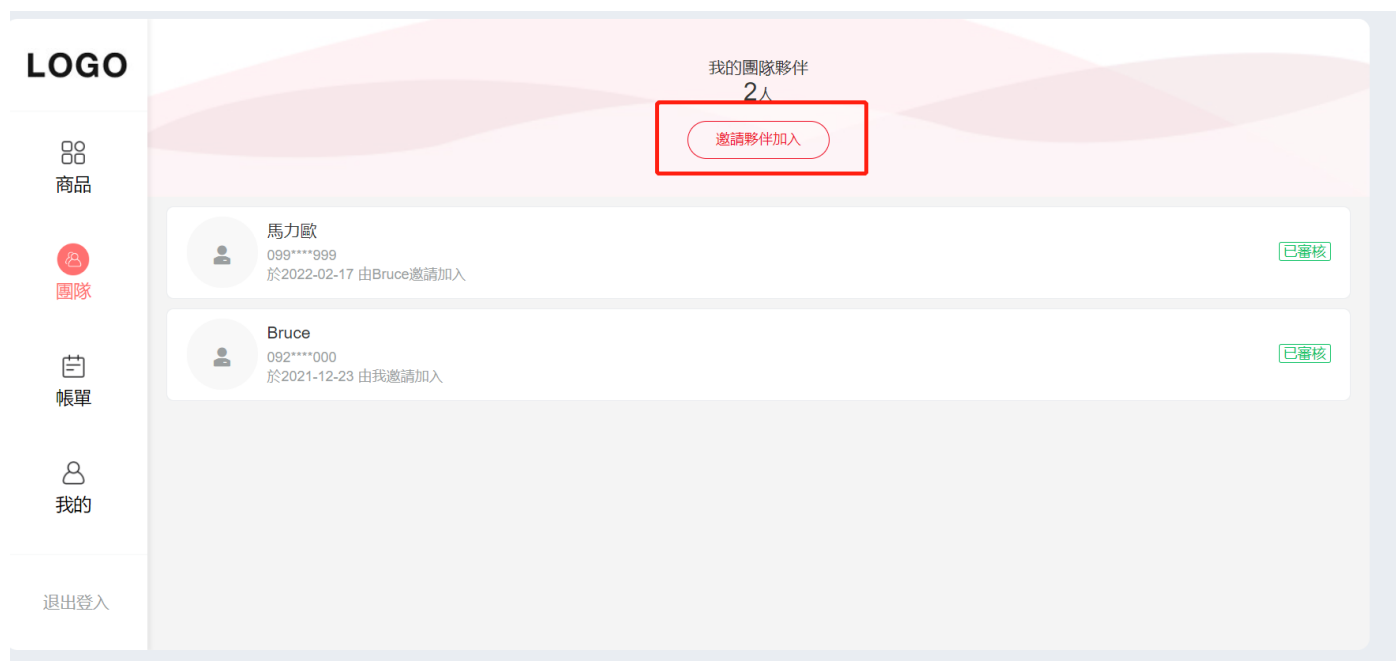 LOGO
商品
團隊
帳單
我的
退出登入
我的團隊夥伴
2人
邀請夥伴加入
馬力歐
099****999
於2022-02-17 由Bruce邀請加入
已審核
Bruce
092****000
於2021-12-23 由我邀請加入
已審核